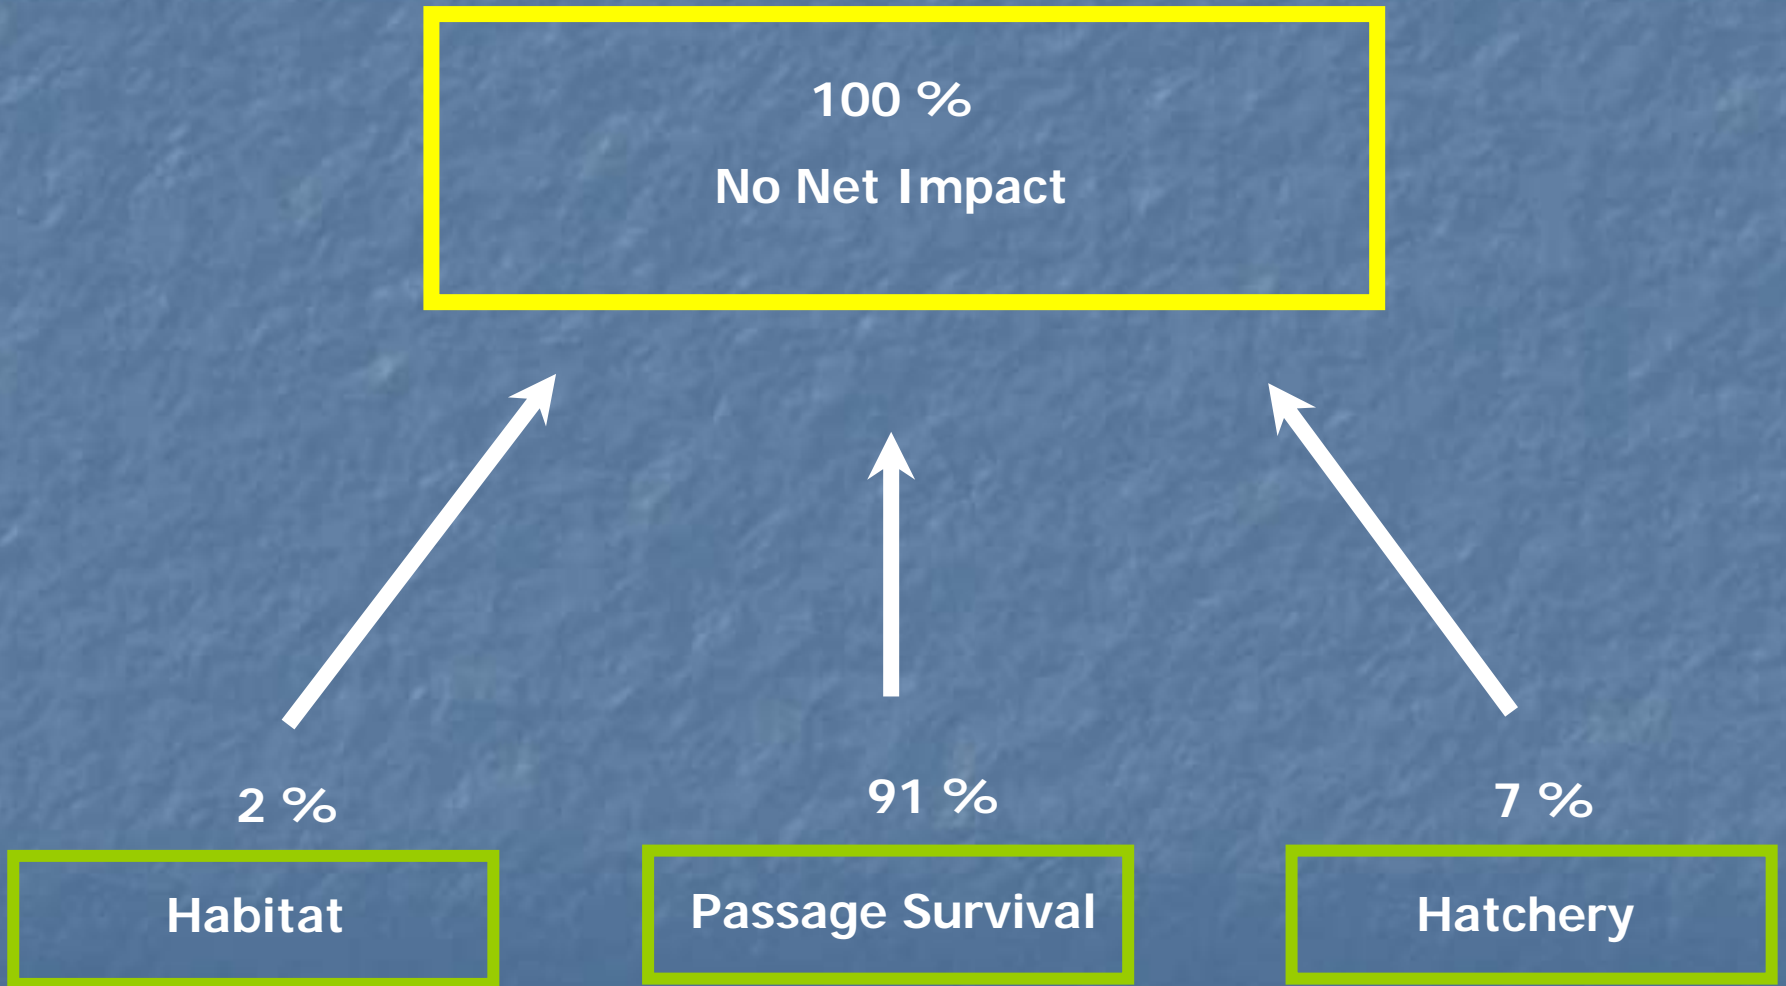 100 %
No Net Impact
2 %
91 %
7 %
Habitat
Passage Survival
Hatchery